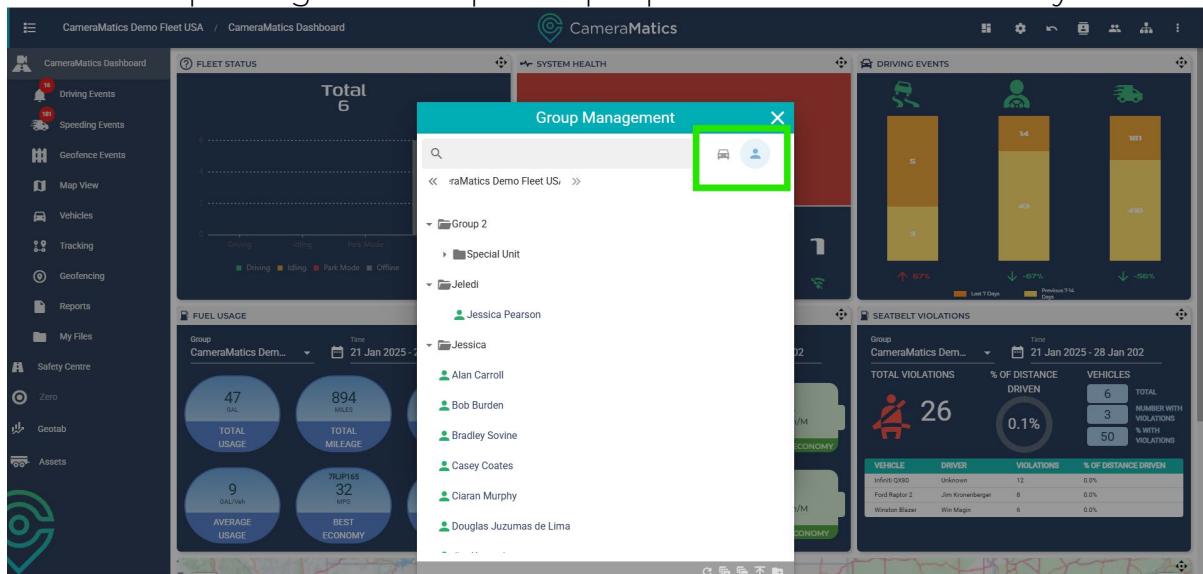 CameraMatics Demo Fleet USA / CameraMatics Dashboard
CameraMatics
CameraMatics Dashboard
14
Driving Events
181
Speeding Events
Geofence Events
Map View
Vehicles
Tracking
Geofencing
Reports
My Files
Safety Centre
Zero
Geotab
Assets
FLEET STATUS
Total
6
Driving Idling Park Mode Offline
Driving Idling Park Mode Offline
SYSTEM HEALTH
DRIVING EVENTS
5
3
14
43
181
410
67%
-67%
-56%
Last 7 Days
Previous 7-14 Days
Group Management
Group 2
Special Unit
Jeledi
Jessica Pearson
Jessica
Alan Carroll
Bob Burden
Bradley Sovine
Casey Coates
Ciaran Murphy
Douglas Juzumas de Lima
FUEL USAGE
Group
CameraMatics Dem...
Time
21 Jan 2025 - 2
47
GAL
TOTAL USAGE
894
MILES
TOTAL MILEAGE
9
GAL/Veh
AVERAGE USAGE
7RJP165
32
MPG
BEST ECONOMY
SEATBELT VIOLATIONS
Group
CameraMatics Dem...
Time
21 Jan 2025 - 28 Jan 202
TOTAL VIOLATIONS
26
% OF DISTANCE DRIVEN
0.1%
VEHICLES
6 TOTAL
3 NUMBER WITH VIOLATIONS
50 % WITH VIOLATIONS
VEHICLE DRIVER VIOLATIONS % OF DISTANCE DRIVEN
Infiniti QX80 Unknown 12 0.0%
Ford Raptor 2 Jim Kronenberger 8 0.0%
Winston Blazer Win Magin 6 0.0%